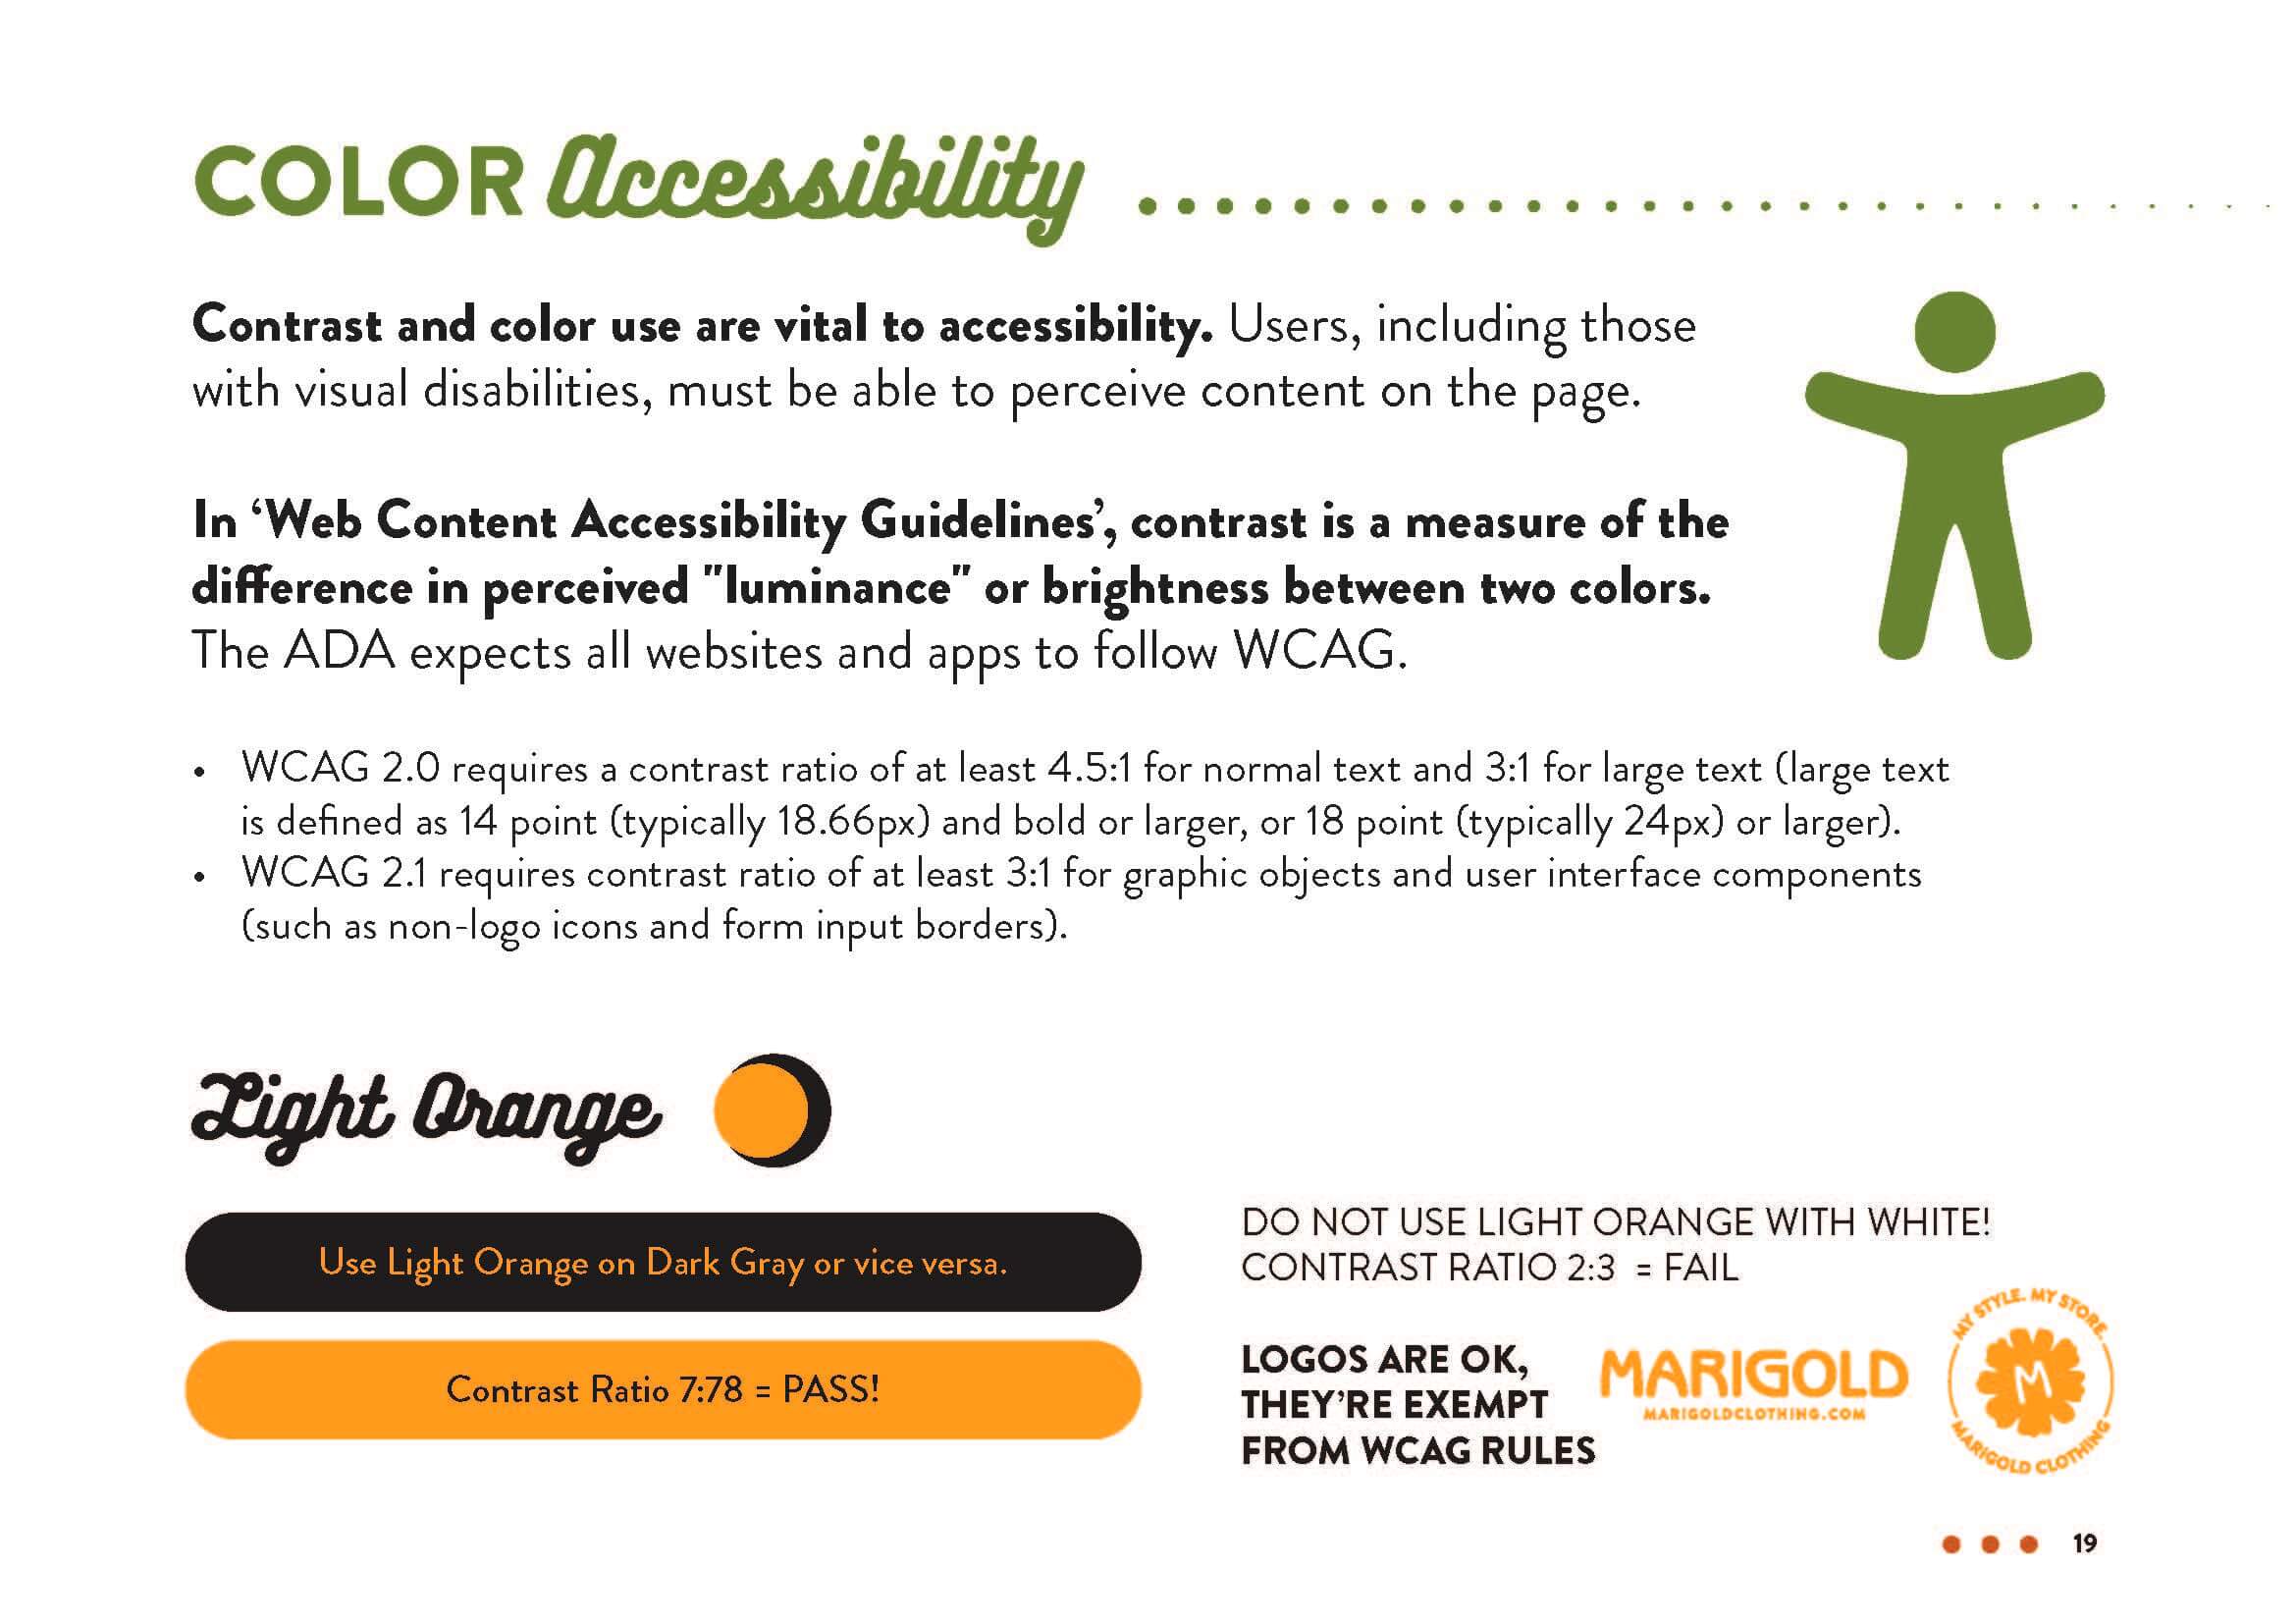 COLOR Accessibility
Contrast and color use are vital to accessibility. Users, including those
with visual disabilities, must be able to perceive content on the page.
In ‘Web Content Accessibility Guidelines’, contrast is a measure of the
difference in perceived "luminance" or brightness between two colors.
The ADA expects all websites and apps to follow WCAG.
• WCAG 2.0 requires a contrast ratio of at least 4.5:1 for normal text and 3:1 for large text (large text
is defined as 14 point (typically 18.66px) and bold or larger, or 18 point (typically 24px) or larger).
• WCAG 2.1 requires contrast ratio of at least 3:1 for graphic objects and user interface components
(such as non-logo icons and form input borders).
Light Orange
Use Light Orange on Dark Gray or vice versa.
Contrast Ratio 7:78 = PASS!
DO NOT USE LIGHT ORANGE WITH WHITE!
CONTRAST RATIO 2:3 = FAIL
LOGOS ARE OK,
THEY’RE EXEMPT
FROM WCAG RULES
MARIGOLD
MARIGOLDCLOTHING.COM
MY STYLE. MY STORE.
M
MARIGOLD CLOTHING
19